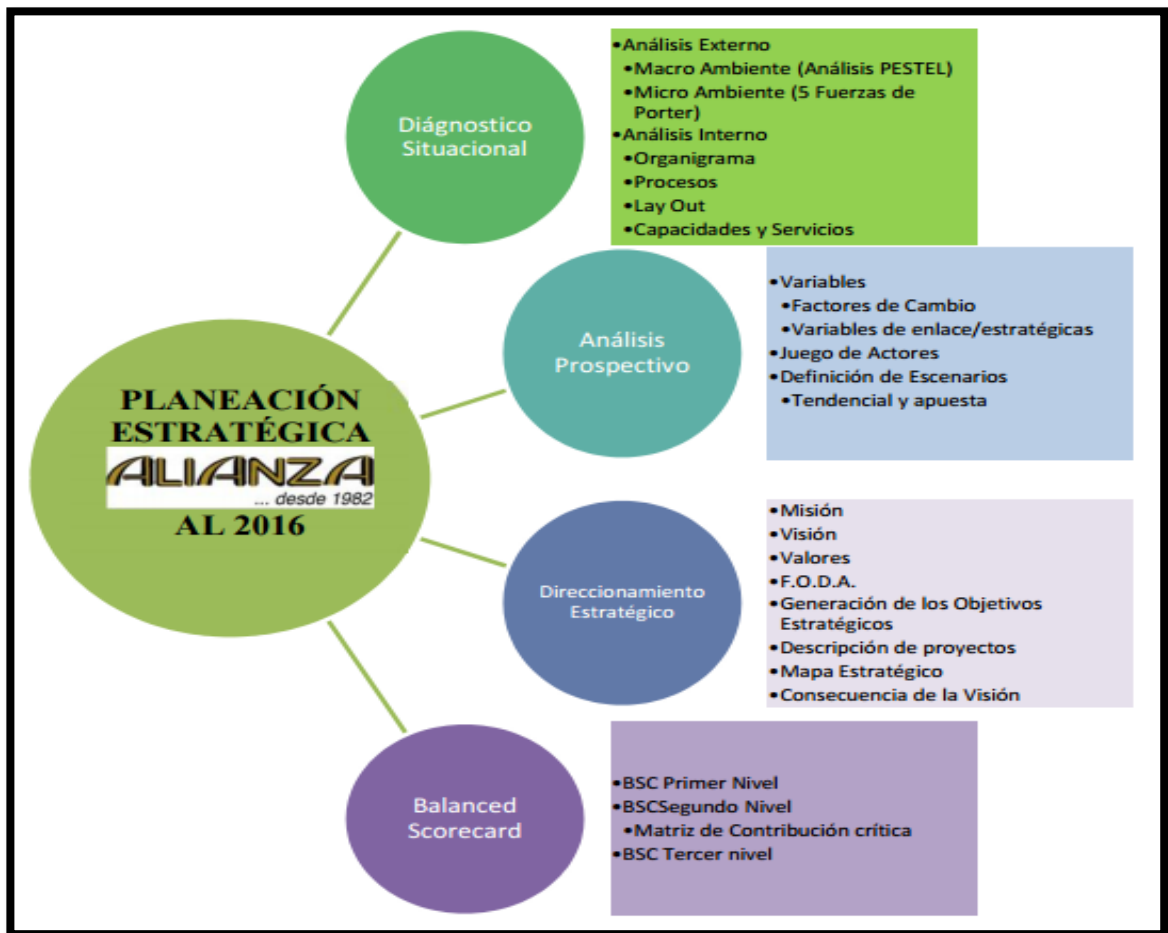 PLANEACIÓN
ESTRATÉGICA
ALIANZA
... desde 1982
AL 2016
Diágnostico
Situacional
•Análisis Externo
•Macro Ambiente (Análisis PESTEL)
•Micro Ambiente (5 Fuerzas de
Porter)
•Análisis Interno
•Organigrama
•Procesos
•Lay Out
•Capacidades y Servicios
Análisis
Prospectivo
•Variables
•Factores de Cambio
•Variables de enlace/estratégicas
•Juego de Actores
•Definición de Escenarios
•Tendencial y apuesta
Direccionamiento
Estratégico
•Misión
•Visión
•Valores
•F.O.D.A.
•Generación de los Objetivos
Estratégicos
•Descripción de proyectos
•Mapa Estratégico
•Consecuencia de la Visión
Balanced
Scorecard
•BSC Primer Nivel
•BSCSegundo Nivel
•Matriz de Contribución crítica
•BSC Tercer nivel